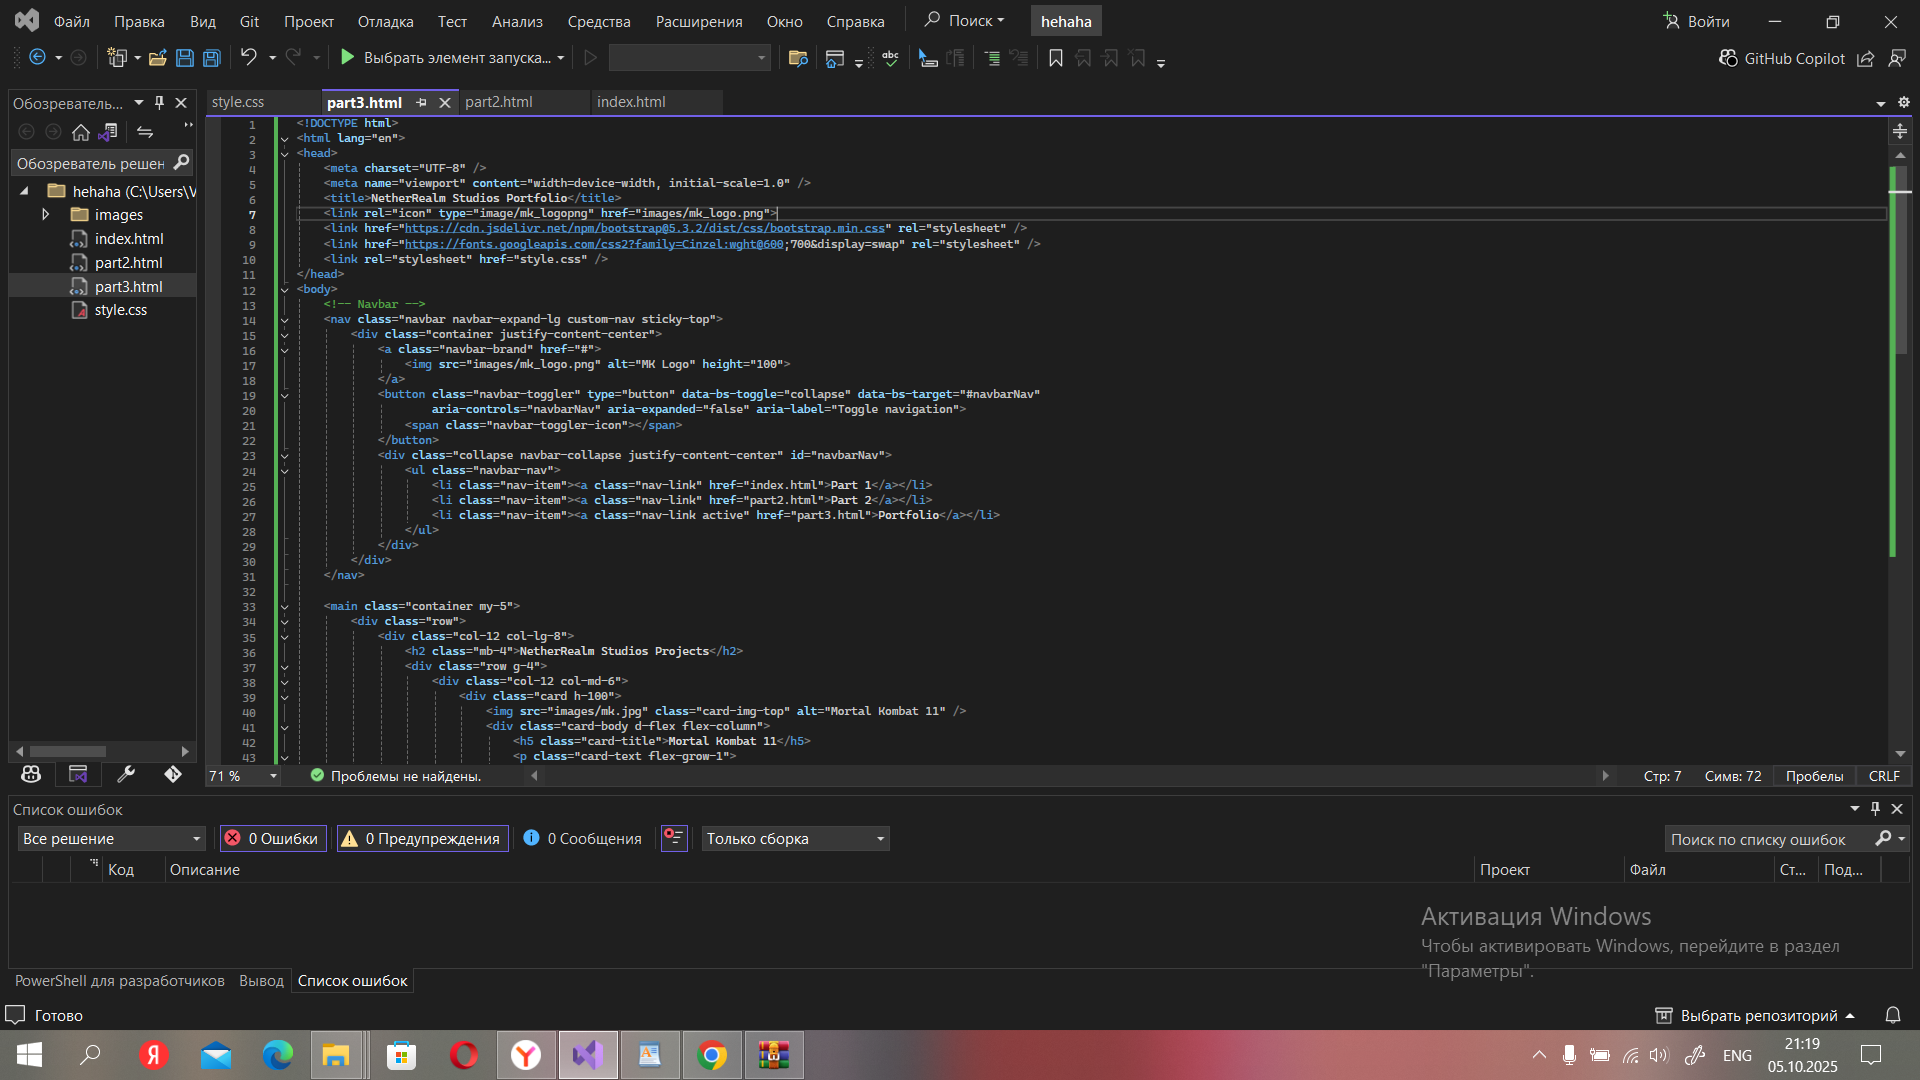 Файл Правка Вид Git Проект Отладка Тест Анализ Средства Расширения Окно Справка Поиск hehaha Войти
Выбрать элемент запуска... abc GitHub Copilot
Обозреватель... style.css part3.html part2.html index.html
Обозреватель решен
hehaha (C:\Users\V
images
index.html
part2.html
part3.html
style.css
1 <!DOCTYPE html>
2 <html lang="en">
3 <head>
4 <meta charset="UTF-8" />
5 <meta name="viewport" content="width=device-width, initial-scale=1.0" />
6 <title>NetherRealm Studios Portfolio</title>
7 <link rel="icon" type="image/mk_logopng" href="images/mk_logo.png">
8 <link href="https://cdn.jsdelivr.net/npm/bootstrap@5.3.2/dist/css/bootstrap.min.css" rel="stylesheet" />
9 <link href="https://fonts.googleapis.com/css2?family=Cinzel:wght@600;700&display=swap" rel="stylesheet" />
10 <link rel="stylesheet" href="style.css" />
11 </head>
12 <body>
13 <!-- Navbar -->
14 <nav class="navbar navbar-expand-lg custom-nav sticky-top">
15 <div class="container justify-content-center">
16 <a class="navbar-brand" href="#">
17 <img src="images/mk_logo.png" alt="MK Logo" height="100">
18 </a>
19 <button class="navbar-toggler" type="button" data-bs-toggle="collapse" data-bs-target="#navbarNav"
20 aria-controls="navbarNav" aria-expanded="false" aria-label="Toggle navigation">
21 <span class="navbar-toggler-icon"></span>
22 </button>
23 <div class="collapse navbar-collapse justify-content-center" id="navbarNav">
24 <ul class="navbar-nav">
25 <li class="nav-item"><a class="nav-link" href="index.html">Part 1</a></li>
26 <li class="nav-item"><a class="nav-link" href="part2.html">Part 2</a></li>
27 <li class="nav-item"><a class="nav-link active" href="part3.html">Portfolio</a></li>
28 </ul>
29 </div>
30 </div>
31 </nav>
32
33 <main class="container my-5">
34 <div class="row">
35 <div class="col-12 col-lg-8">
36 <h2 class="mb-4">NetherRealm Studios Projects</h2>
37 <div class="row g-4">
38 <div class="col-12 col-md-6">
39 <div class="card h-100">
40 <img src="images/mk.jpg" class="card-img-top" alt="Mortal Kombat 11" />
41 <div class="card-body d-flex flex-column">
42 <h5 class="card-title">Mortal Kombat 11</h5>
43 <p class="card-text flex-grow-1">
71 % Проблемы не найдены. Стр: 7 Симв: 72 Пробелы CRLF
Список ошибок
Все решение 0 Ошибки 0 Предупреждения 0 Сообщения Только сборка Поиск по списку ошибок
Код Описание Проект Файл Ст... Под...
Активация Windows
Чтобы активировать Windows, перейдите в раздел
"Параметры".
PowerShell для разработчиков Вывод Список ошибок
Готово Выбрать репозиторий
Я Y ENG 21:19
05.10.2025